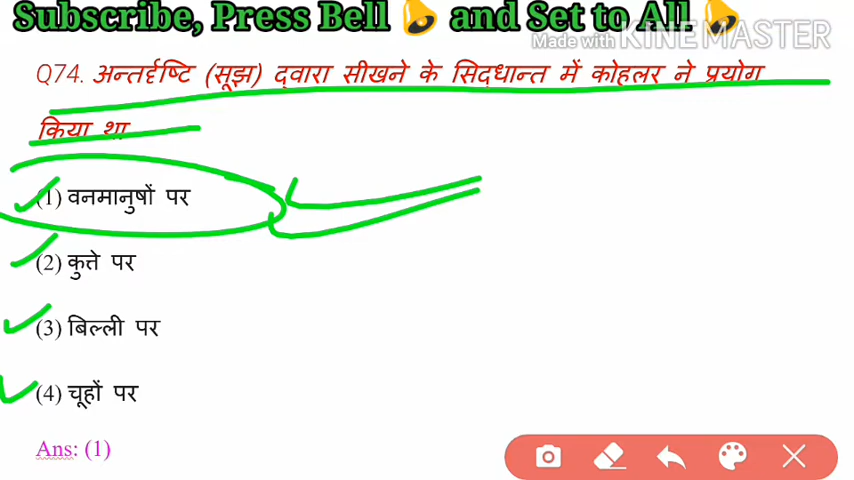 Subscribe, Press Bell 🔔 and Set to All 🔔
Made with KINEMASTER
Q74. अन्तर्दृष्टि (सूझ) द्वारा सीखने के सिद्धान्त में कोहलर ने प्रयोग
किया था
(1) वनमानुषों पर
(2) कुत्ते पर
(3) बिल्ली पर
(4) चूहों पर
Ans: (1)